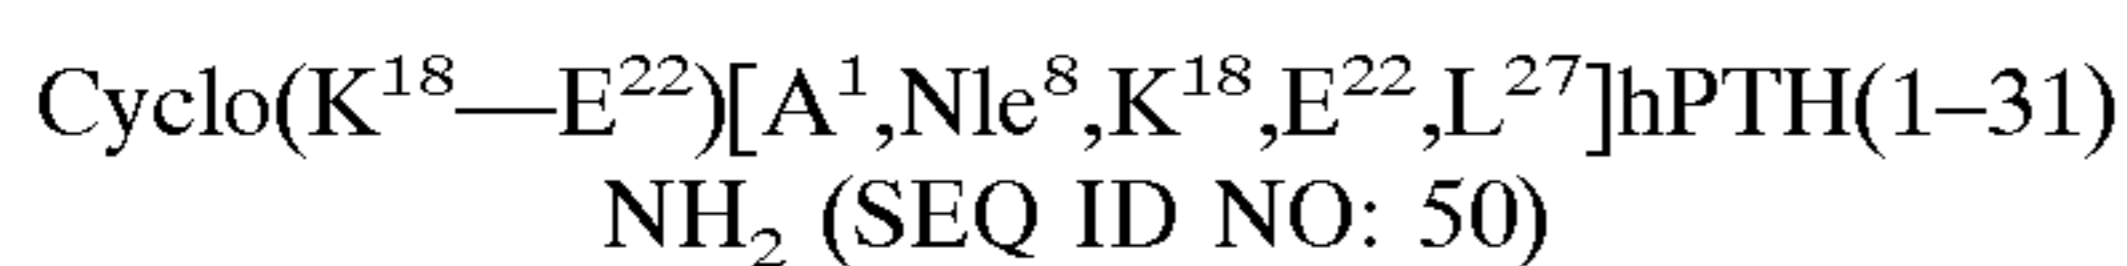 Cyclo(K¹⁸—E²²)[A¹,Nle⁸,K¹⁸,E²²,L²⁷]hPTH(1–31)
NH₂ (SEQ ID NO: 50)